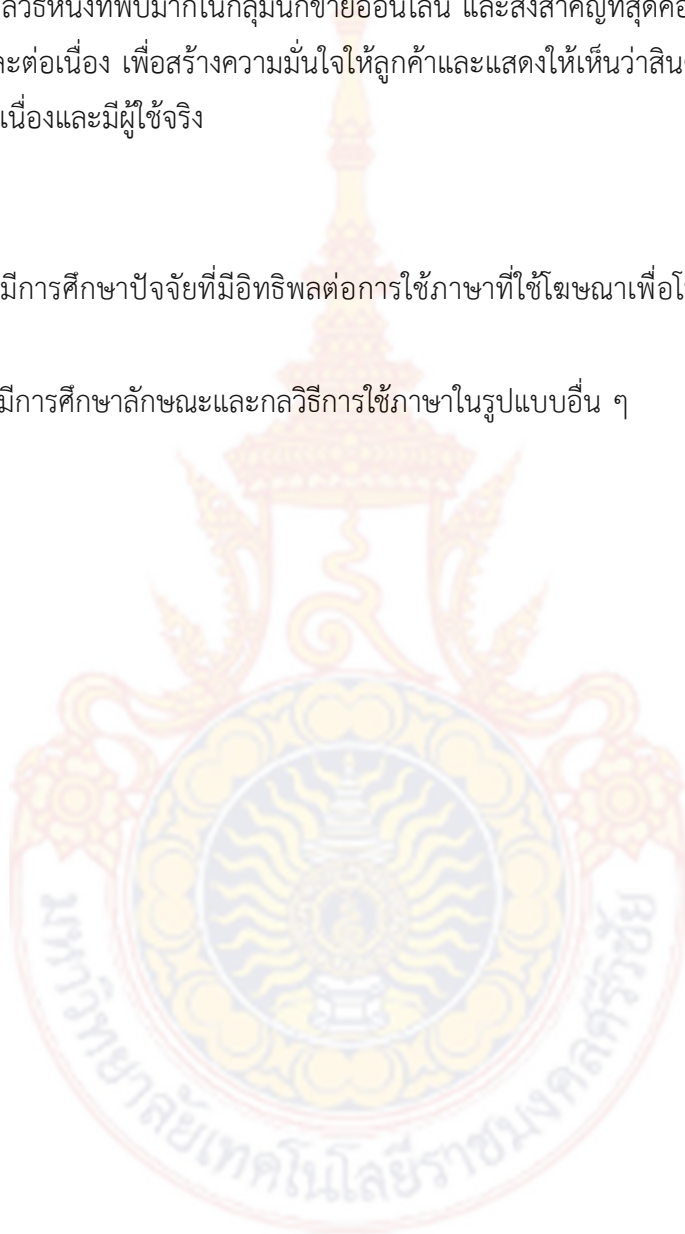 ลวิธีหนึ่งที่พบมากในกลุ่มนักขายออนไลน์ และสิ่งสำคัญที่สุดคือ
ละต่อเนื่อง เพื่อสร้างความมั่นใจให้ลูกค้าและแสดงให้เห็นว่าสิน
เนื่องและมีผู้ใช้จริง
มีการศึกษาปัจจัยที่มีอิทธิพลต่อการใช้ภาษาที่ใช้โฆษณาเพื่อโ
มีการศึกษาลักษณะและกลวิธีการใช้ภาษาในรูปแบบอื่น ๆ
มหาวิทยาลัยเทคโนโลยีราชมงคลศรีวิชัย